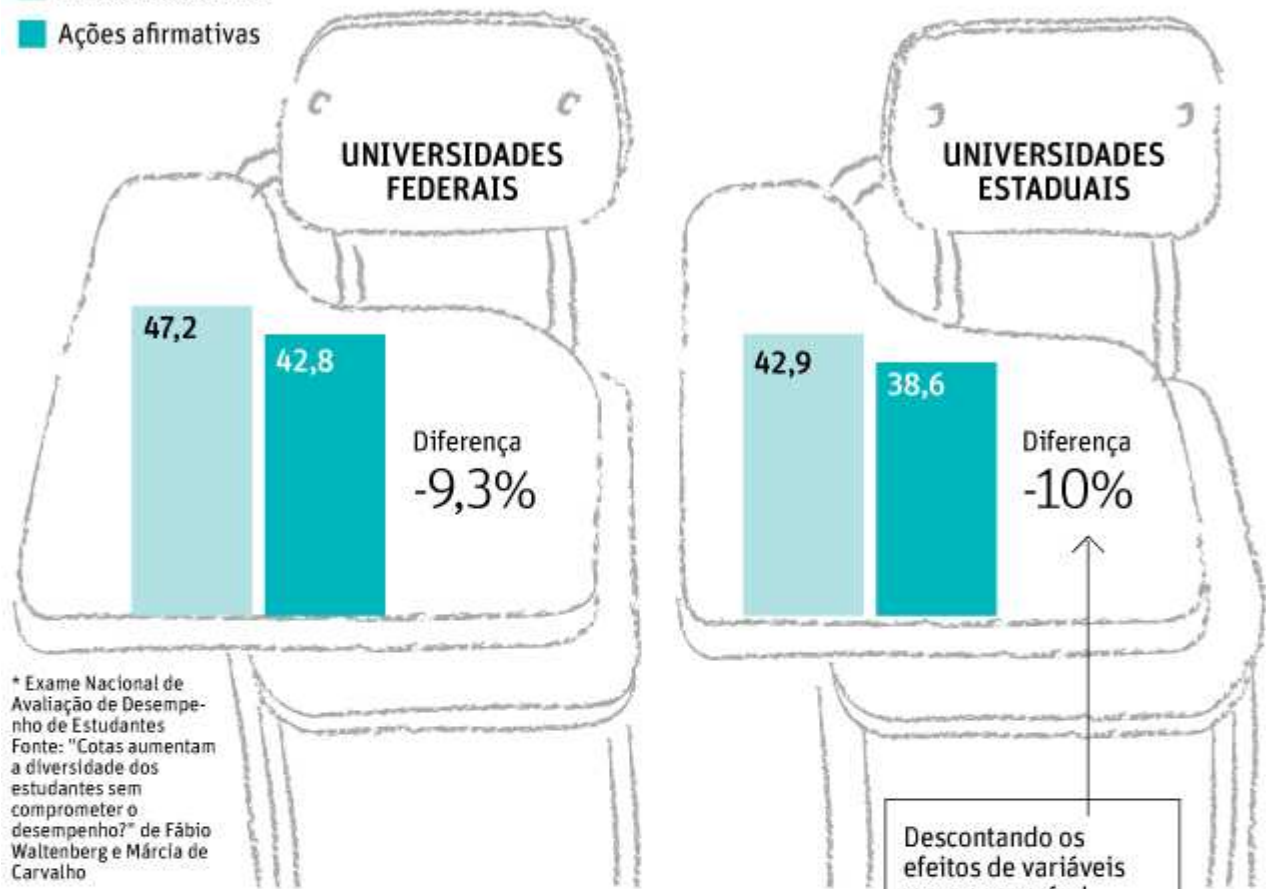 Ações afirmativas
UNIVERSIDADES
FEDERAIS
47,2
42,8
Diferença
-9,3%
UNIVERSIDADES
ESTADUAIS
42,9
38,6
Diferença
-10%
* Exame Nacional de
Avaliação de Desempe-
nho de Estudantes
Fonte: "Cotas aumentam
a diversidade dos
estudantes sem
comprometer o
desempenho?" de Fábio
Waltenberg e Márcia de
Carvalho
Descontando os
efeitos de variáveis